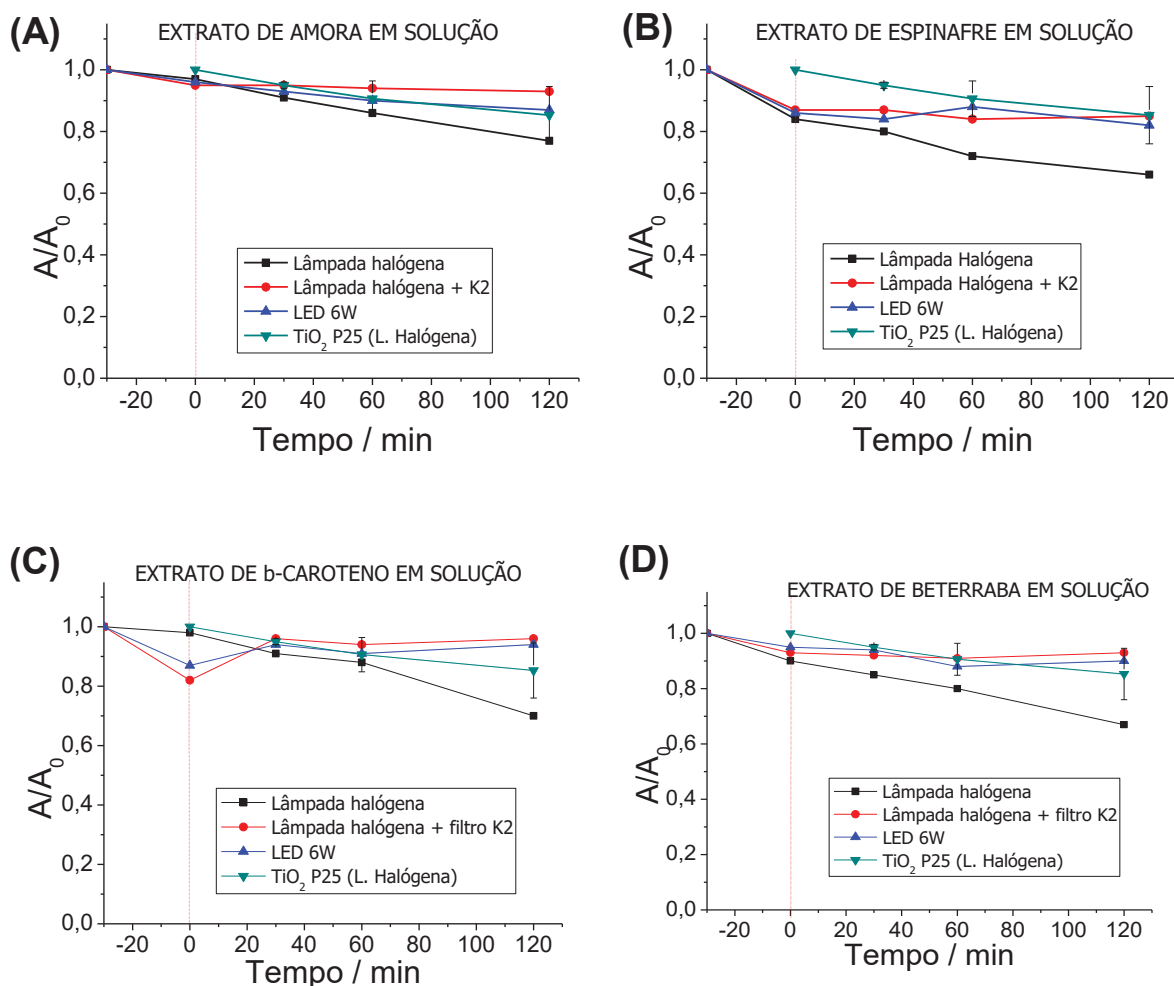 (A)
EXTRATO DE AMORA EM SOLUÇÃO
1,0
0,8
0,6
0,4
0,2
0,0
A/A0
Lâmpada halógena
Lâmpada halógena + K2
LED 6W
TiO2 P25 (L. Halógena)
-20 0 20 40 60 80 100 120
Tempo / min
(B)
EXTRATO DE ESPINAFRE EM SOLUÇÃO
1,0
0,8
0,6
0,4
0,2
0,0
A/A0
Lâmpada Halógena
Lâmpada Halógena + K2
LED 6W
TiO2 P25 (L. Halógena)
-20 0 20 40 60 80 100 120
Tempo / min
(C)
EXTRATO DE b-CAROTENO EM SOLUÇÃO
1,0
0,8
0,6
0,4
0,2
0,0
A/A0
Lâmpada halógena
Lâmpada halógena + filtro K2
LED 6W
TiO2 P25 (L. Halógena)
-20 0 20 40 60 80 100 120
Tempo / min
(D)
EXTRATO DE BETERRABA EM SOLUÇÃO
1,0
0,8
0,6
0,4
0,2
0,0
A/A0
Lâmpada halógena
Lâmpada halógena + filtro K2
LED 6W
TiO2 P25 (L. Halógena)
-20 0 20 40 60 80 100 120
Tempo / min